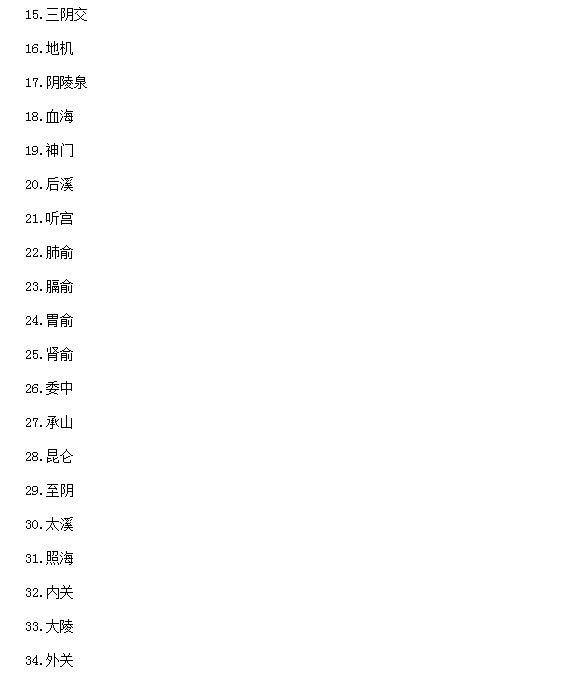 15.三阴交
16.地机
17.阴陵泉
18.血海
19.神门
20.后溪
21.听宫
22.肺俞
23.膈俞
24.胃俞
25.肾俞
26.委中
27.承山
28.昆仑
29.至阴
30.太溪
31.照海
32.内关
33.大陵
34.外关